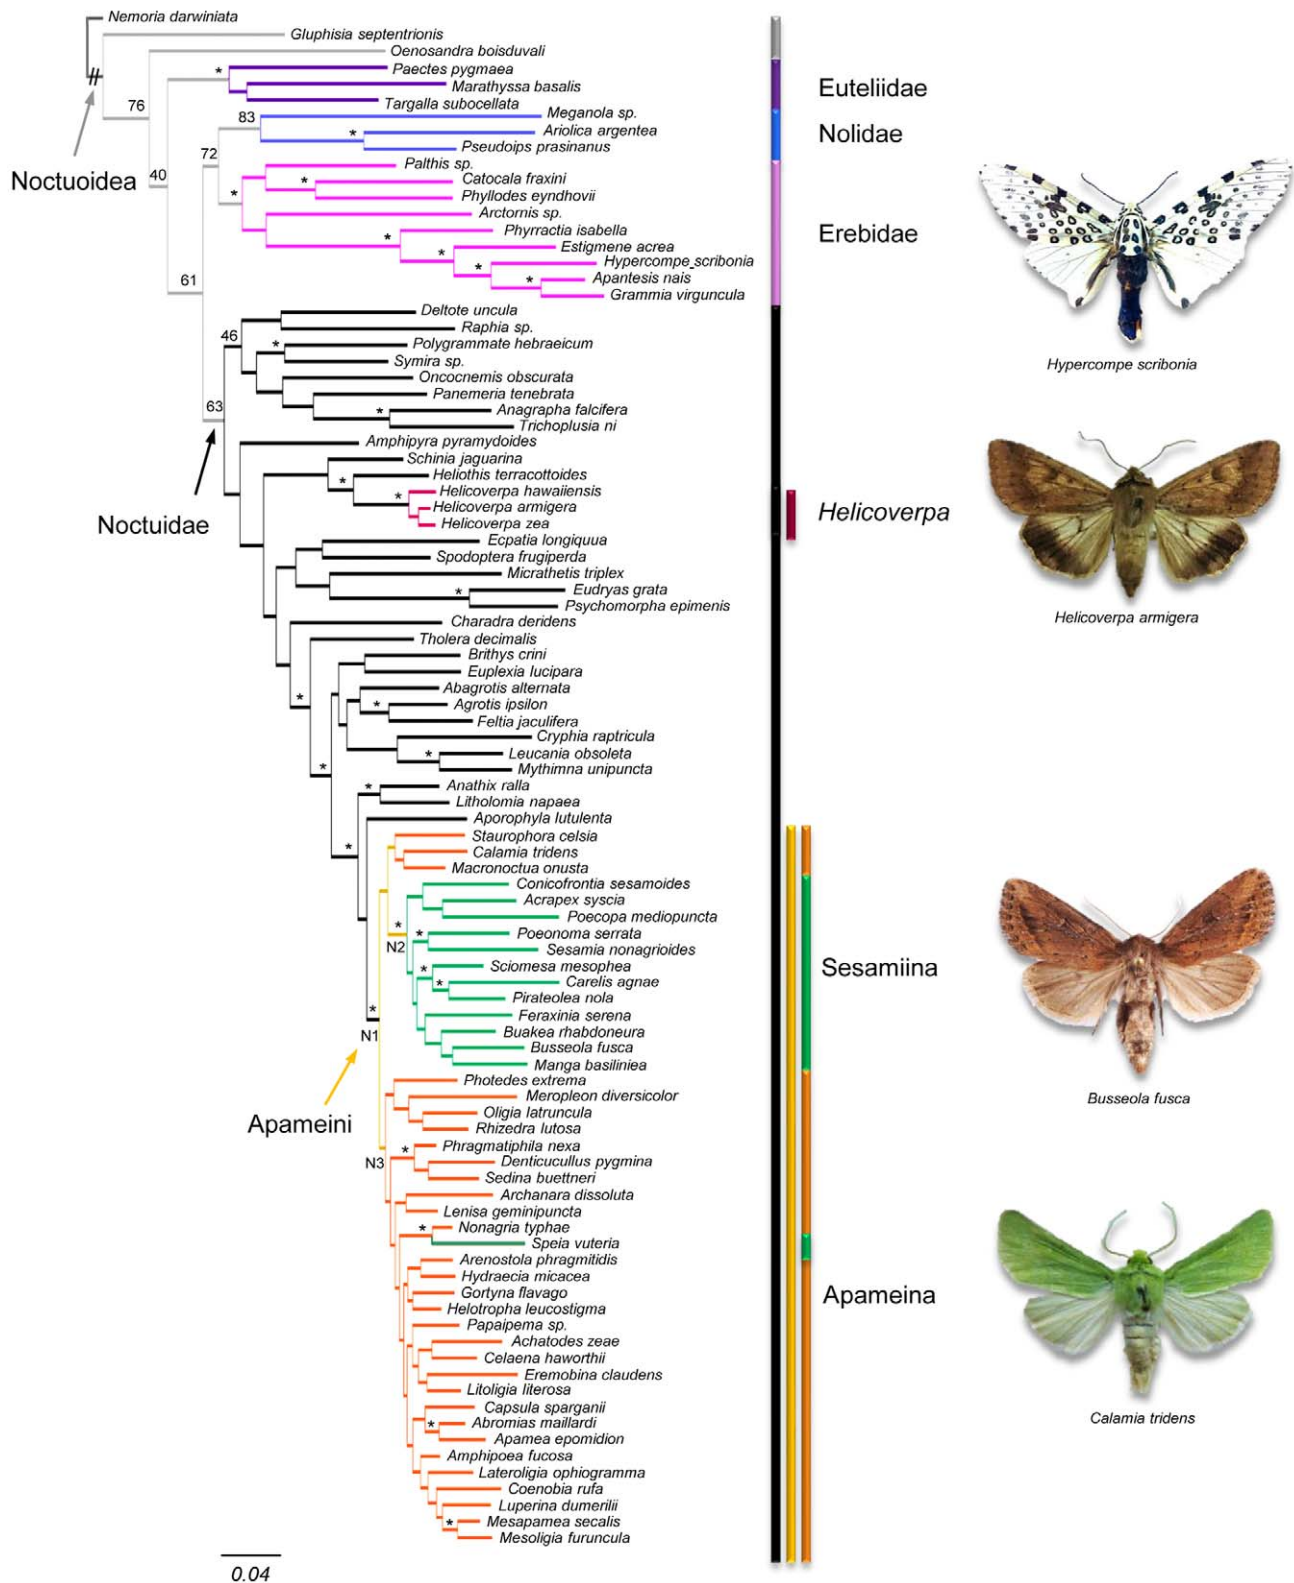 Nemoria darwiniata
Gluphisia septentrionis
Oenosandra boisduvali
*
Paectes pygmaea
Marathyssa basalis
Targalla subocellata
76
83
Meganola sp.
*
Ariolica argentea
Pseudoips prasinanus
72
Noctuoidea
40
Palthis sp.
*
Catocala fraxini
*
Phyllodes eyndhovii
Arctornis sp.
*
Phyrractia isabella
*
Estigmene acrea
*
Hypercompe_scribonia
*
Apantesis nais
Grammia virguncula
61
Deltote uncula
Raphia sp.
46
*
Polygrammate hebraeicum
Symira sp.
Oncocnemis obscurata
Panemeria tenebrata
63
*
Anagrapha falcifera
Trichoplusia ni
Amphipyra pyramydoides
Schinia jaguarina
*
Heliothis terracottoides
*
Helicoverpa hawaiiensis
Helicoverpa armigera
Helicoverpa zea
Noctuidae
Ecpatia longiquua
Spodoptera frugiperda
Micrathetis triplex
*
Eudryas grata
Psychomorpha epimenis
Charadra deridens
Tholera decimalis
Brithys crini
Euplexia lucipara
*
Abagrotis alternata
*
Agrotis ipsilon
Feltia jaculifera
Cryphia raptricula
*
Leucania obsoleta
*
Mythimna unipuncta
*
Anathix ralla
Litholomia napaea
Aporophyla lutulenta
Staurophora celsia
*
Calamia tridens
Macronoctua onusta
Conicofrontia sesamoides
Acrapex syscia
Poecopa mediopuncta
*
*
Poeonoma serrata
N2
Sesamia nonagrioides
*
Sciomesa mesophea
*
Carelis agnae
Pirateolea nola
*
Feraxinia serena
N1
Buakea rhabdoneura
Busseola fusca
Manga basiliniea
Photedes extrema
Meropleon diversicolor
Apameini
Oligia latruncula
Rhizedra lutosa
*
Phragmatiphila nexa
N3
Denticucullus pygmina
Sedina buettneri
Archanara dissoluta
Lenisa geminipuncta
*
Nonagria typhae
Speia vuteria
Arenostola phragmitidis
Hydraecia micacea
Gortyna flavago
Helotropha leucostigma
Papaipema sp.
Achatodes zeae
Celaena haworthii
Eremobina claudens
Litoligia literosa
Capsula sparganii
*
Abromias maillardi
Apamea epomidion
Amphipoea fucosa
Lateroligia ophiogramma
Coenobia rufa
Luperina dumerilii
*
Mesapamea secalis
Mesoligia furuncula
0.04
Euteliidae
Nolidae
Erebidae
Helicoverpa
Sesamiina
Apameina
Hypercompe scribonia
Helicoverpa armigera
Busseola fusca
Calamia tridens